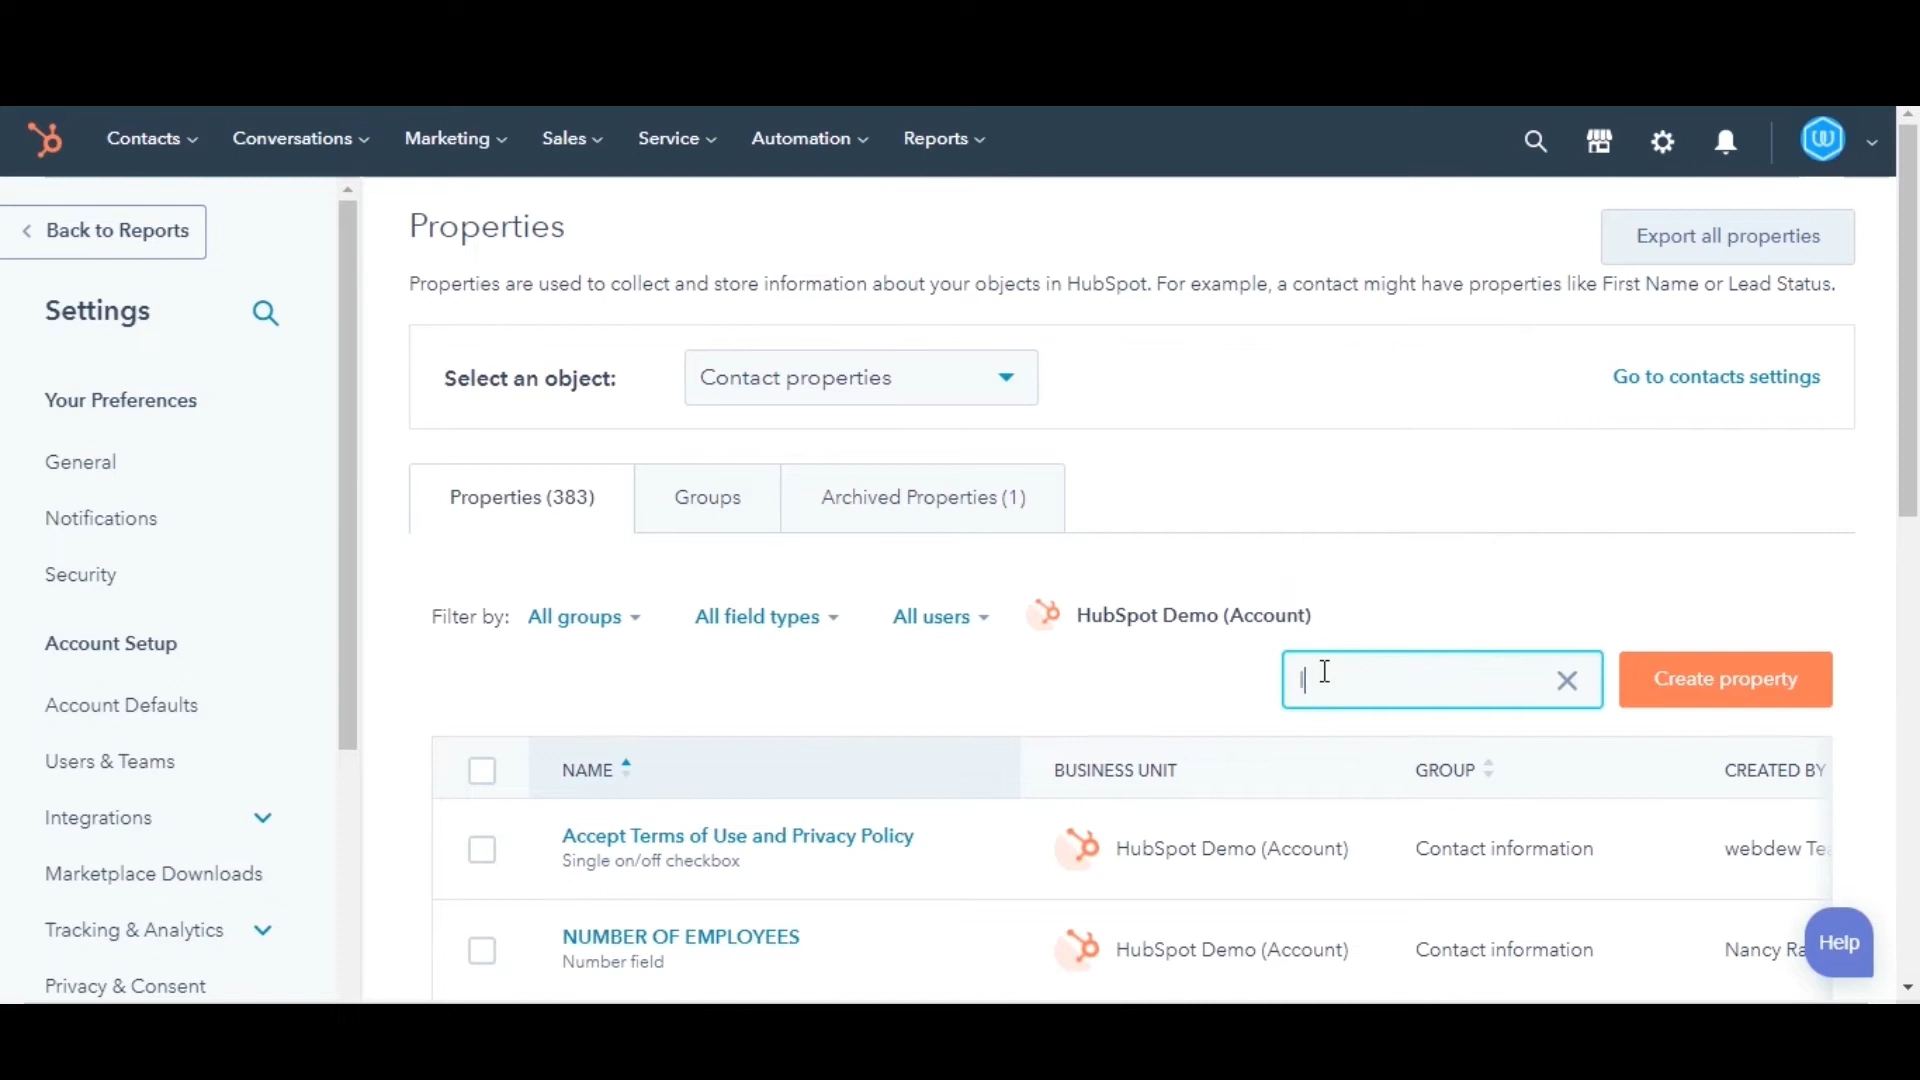 Contacts Conversations Marketing Sales Service Automation Reports
Back to Reports
Settings
Your Preferences
General
Notifications
Security
Account Setup
Account Defaults
Users & Teams
Integrations
Marketplace Downloads
Tracking & Analytics
Privacy & Consent
Properties
Export all properties
Properties are used to collect and store information about your objects in HubSpot. For example, a contact might have properties like First Name or Lead Status.
Select an object: Contact properties Go to contacts settings
Properties (383) Groups Archived Properties (1)
Filter by: All groups All field types All users HubSpot Demo (Account)
Create property
NAME BUSINESS UNIT GROUP CREATED BY
Accept Terms of Use and Privacy Policy
Single on/off checkbox
HubSpot Demo (Account) Contact information webdew
NUMBER OF EMPLOYEES
Number field
HubSpot Demo (Account) Contact information Nancy
Help